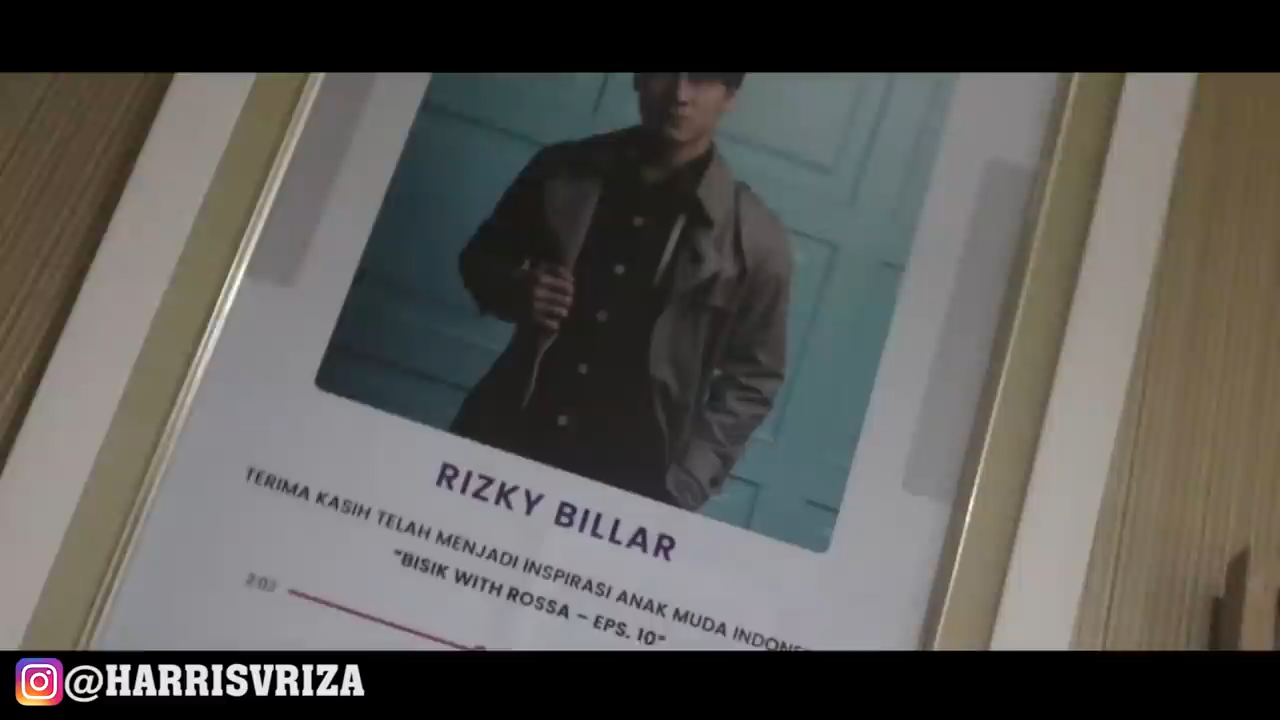 RIZKY BILLAR
TERIMA KASIH TELAH MENJADI INSPIRASI ANAK MUDA
"BISIK WITH ROSSA – EPS. 10"
@HARRISVRIZA